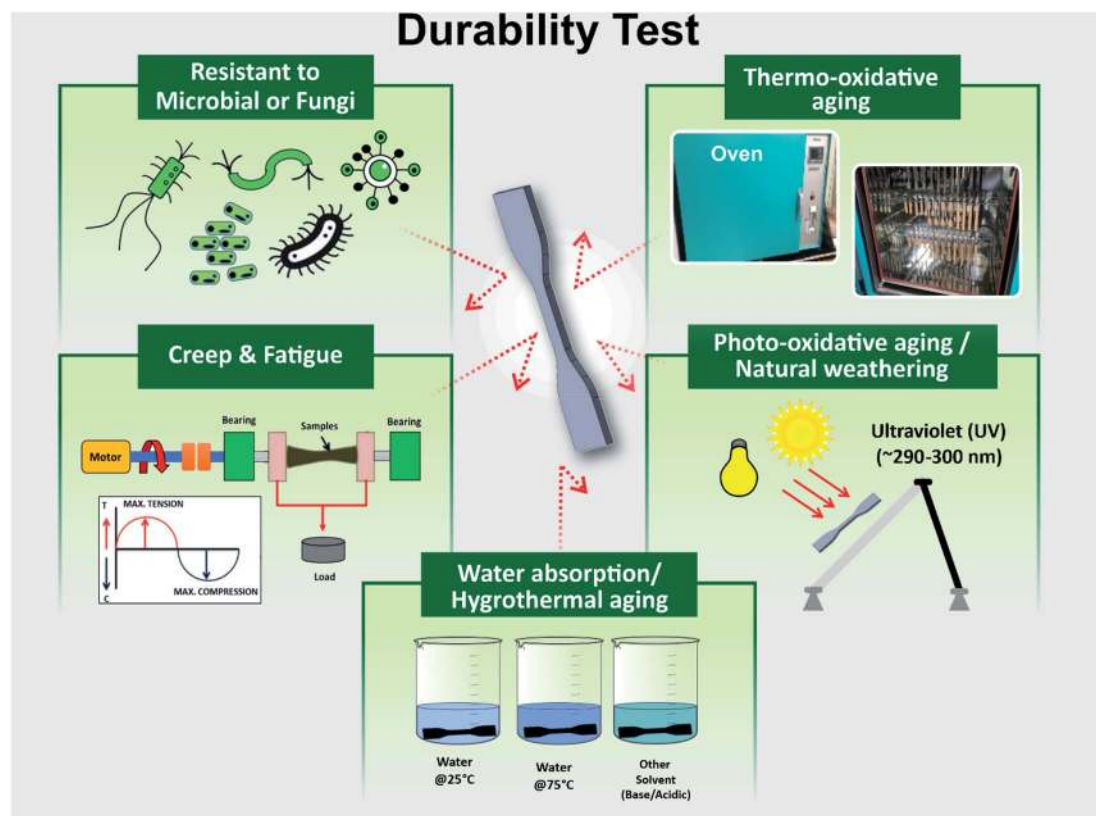 Durability Test
Resistant to
Microbial or Fungi
Thermo-oxidative
aging
Oven
Creep & Fatigue
Bearing
Samples
Bearing
Motor
T
MAX. TENSION
C
MAX. COMPRESSION
Load
Photo-oxidative aging /
Natural weathering
Ultraviolet (UV)
(~290-300 nm)
Water absorption/
Hygrothermal aging
Water
@25°C
Water
@75°C
Other
Solvent
(Base/Acidic)